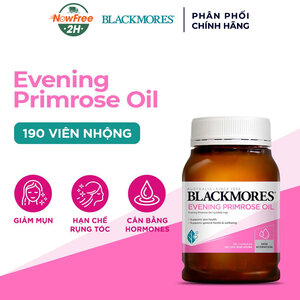 NowFree
2H
BLACKMORES
PHÂN PHỐI
CHÍNH HÃNG
Evening
Primrose Oil
190 VIÊN NHỘNG
GIẢM MỤN
HẠN CHẾ
RỤNG TÓC
CÂN BẰNG
HORMONES
BLACKMORES
EVENING PRIMROSE OIL